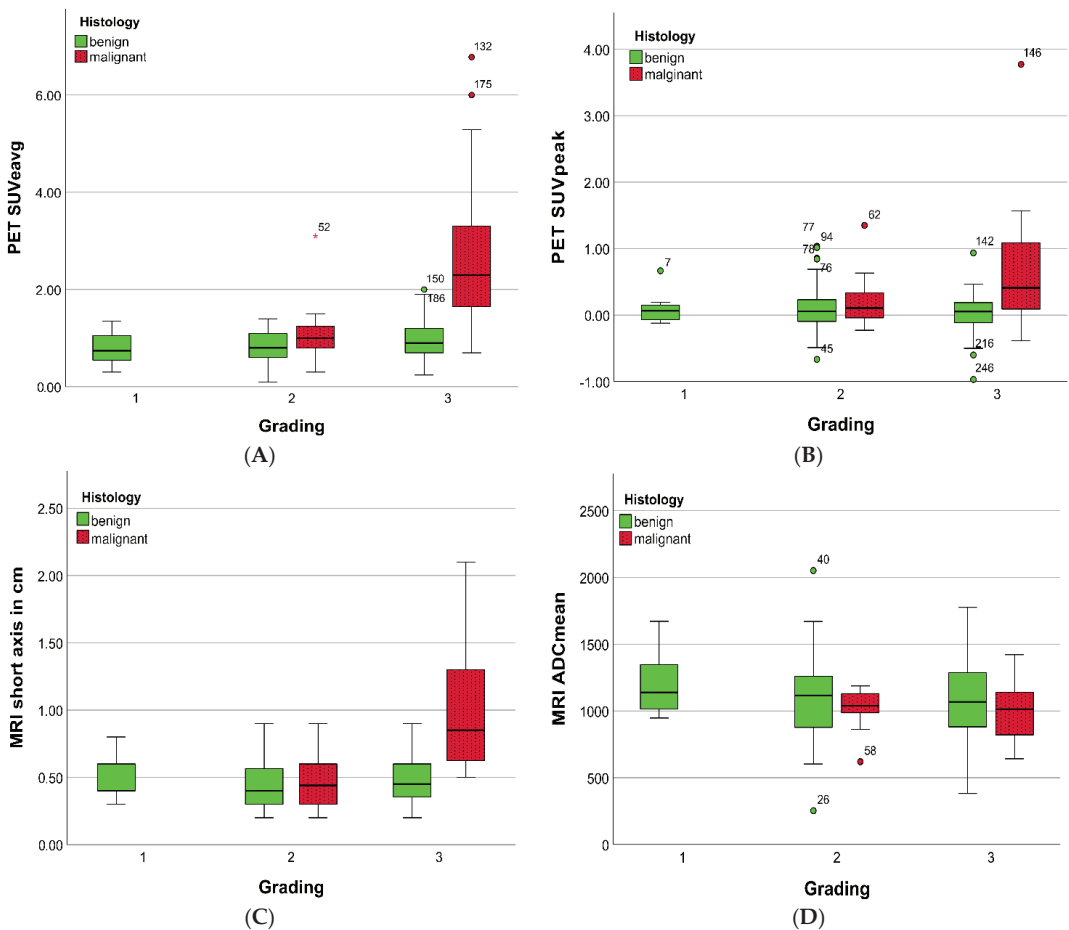 Histology
benign
malignant
132
175
6.00
PET SUVeavg
4.00
52
150
2.00
186
0.00
1 2 3
Grading
(A)
Histology
benign
malginant
4.00
146
3.00
PET SUVpeak
2.00
77
94
62
142
1.00
78
7
76
0.00
45
216
246
-1.00
1 2 3
Grading
(B)
2.50
Histology
benign
malignant
2.00
MRI short axis in cm
1.50
1.00
0.50
0.00
1 2 3
Grading
(C)
2500
Histology
benign
malignant
40
2000
MRI ADCmean
1500
1000
58
500
26
0
1 2 3
Grading
(D)